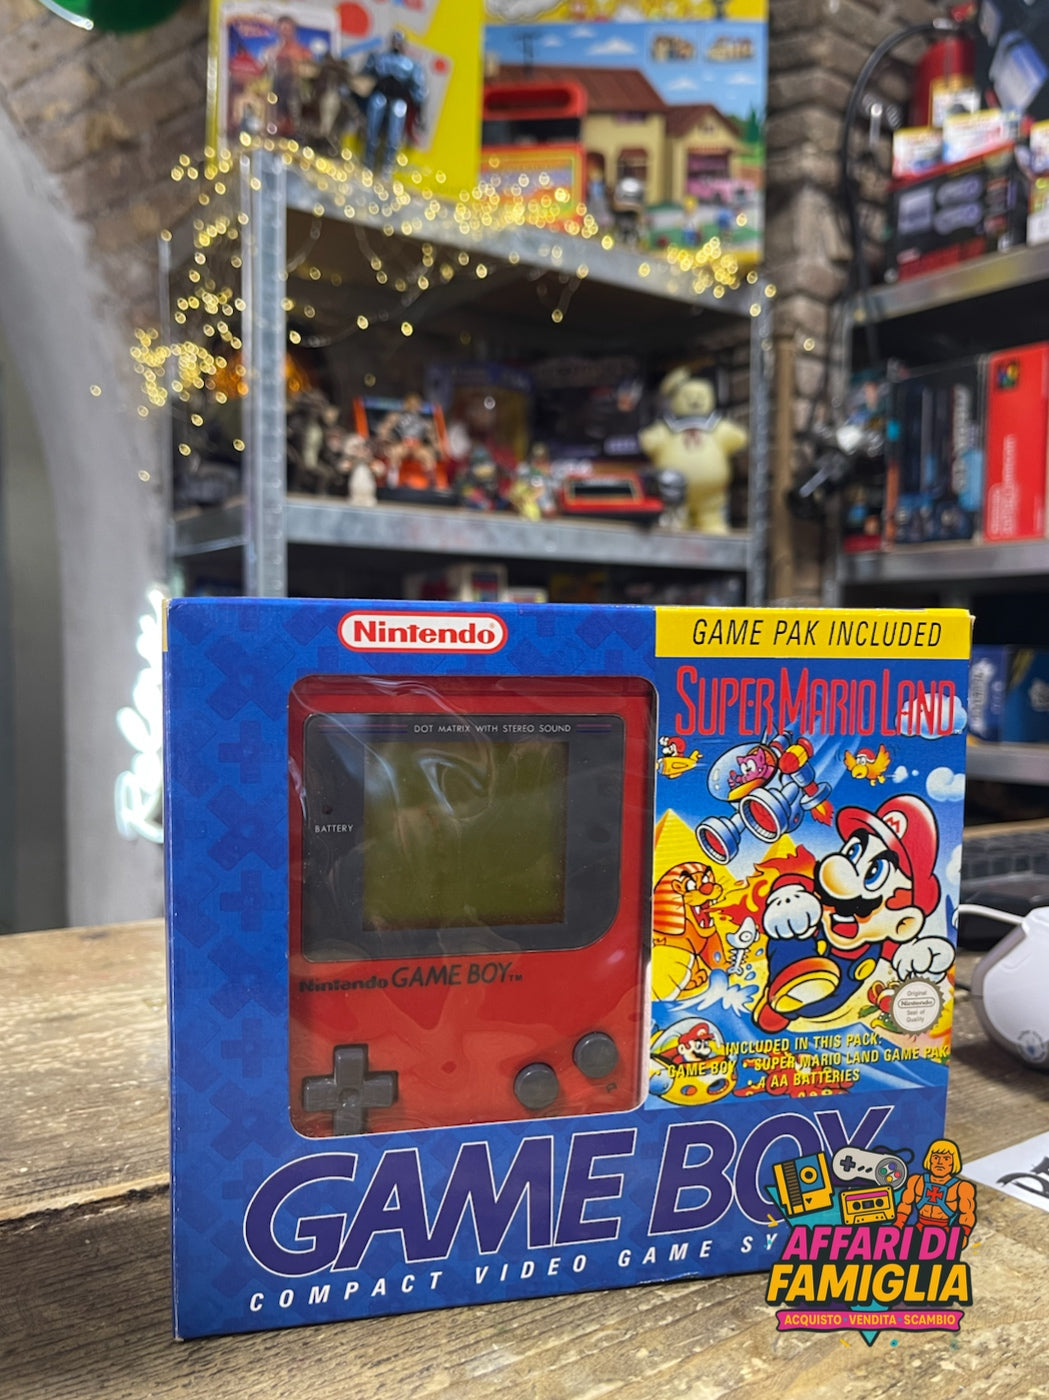 Nintendo®
GAME PAK INCLUDED
SUPER MARIO LAND
DOT MATRIX WITH STEREO SOUND
BATTERY
Nintendo GAME BOY™
Original
Nintendo
Seal of
Quality
INCLUDED IN THIS PACK:
• GAME BOY • SUPER MARIO LAND GAME PAK
• 4 AA BATTERIES
GAME BOY
COMPACT VIDEO GAME SY
AFFARI DI
FAMIGLIA
ACQUISTO VENDITA SCAMBIO